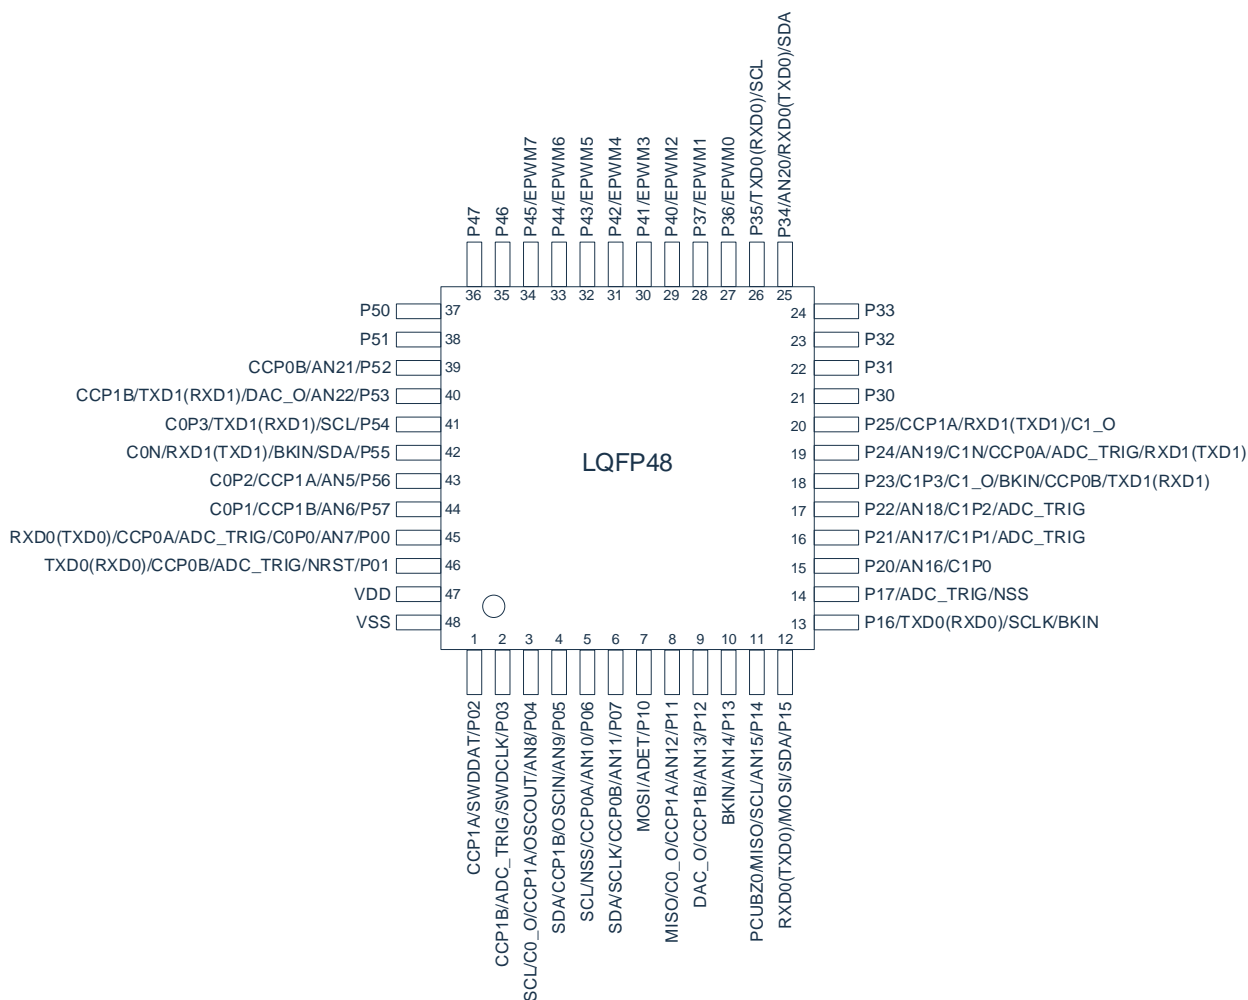 P47
P46
P45/EPWM7
P44/EPWM6
P43/EPWM5
P42/EPWM4
P41/EPWM3
P40/EPWM2
P37/EPWM1
P36/EPWM0
P35/TXD0(RXD0)/SCL
P34/AN20/RXD0(TXD0)/SDA
36 35 34 33 32 31 30 29 28 27 26 25
P50 37
P51 38
CCP0B/AN21/P52 39
CCP1B/TXD1(RXD1)/DAC_O/AN22/P53 40
C0P3/TXD1(RXD1)/SCL/P54 41
C0N/RXD1(TXD1)/BKIN/SDA/P55 42
C0P2/CCP1A/AN5/P56 43
C0P1/CCP1B/AN6/P57 44
RXD0(TXD0)/CCP0A/ADC_TRIG/C0P0/AN7/P00 45
TXD0(RXD0)/CCP0B/ADC_TRIG/NRST/P01 46
VDD 47
VSS 48
LQFP48
24 P33
23 P32
22 P31
21 P30
20 P25/CCP1A/RXD1(TXD1)/C1_O
19 P24/AN19/C1N/CCP0A/ADC_TRIG/RXD1(TXD1)
18 P23/C1P3/C1_O/BKIN/CCP0B/TXD1(RXD1)
17 P22/AN18/C1P2/ADC_TRIG
16 P21/AN17/C1P1/ADC_TRIG
15 P20/AN16/C1P0
14 P17/ADC_TRIG/NSS
13 P16/TXD0(RXD0)/SCLK/BKIN
1 2 3 4 5 6 7 8 9 10 11 12
CCP1A/SWDDAT/P02
CCP1B/ADC_TRIG/SWDCLK/P03
SCL/C0_O/CCP1A/OSCOUT/AN8/P04
SDA/CCP1B/OSCIN/AN9/P05
SCL/NSS/CCP0A/AN10/P06
SDA/SCLK/CCP0B/AN11/P07
MOSI/ADET/P10
MISO/C0_O/CCP1A/AN12/P11
DAC_O/CCP1B/AN13/P12
BKIN/AN14/P13
PCUBZ0/MISO/SCL/AN15/P14
RXD0(TXD0)/MOSI/SDA/P15